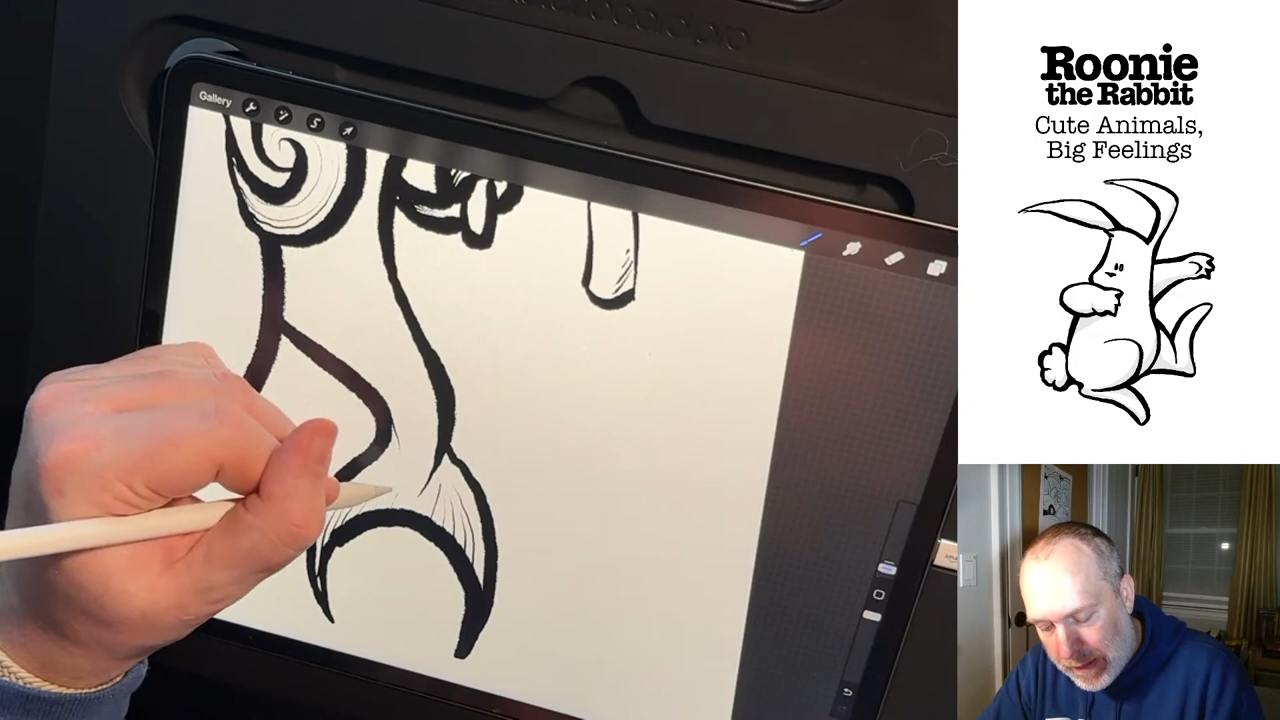 Gallery
Roonie
the Rabbit
Cute Animals,
Big Feelings